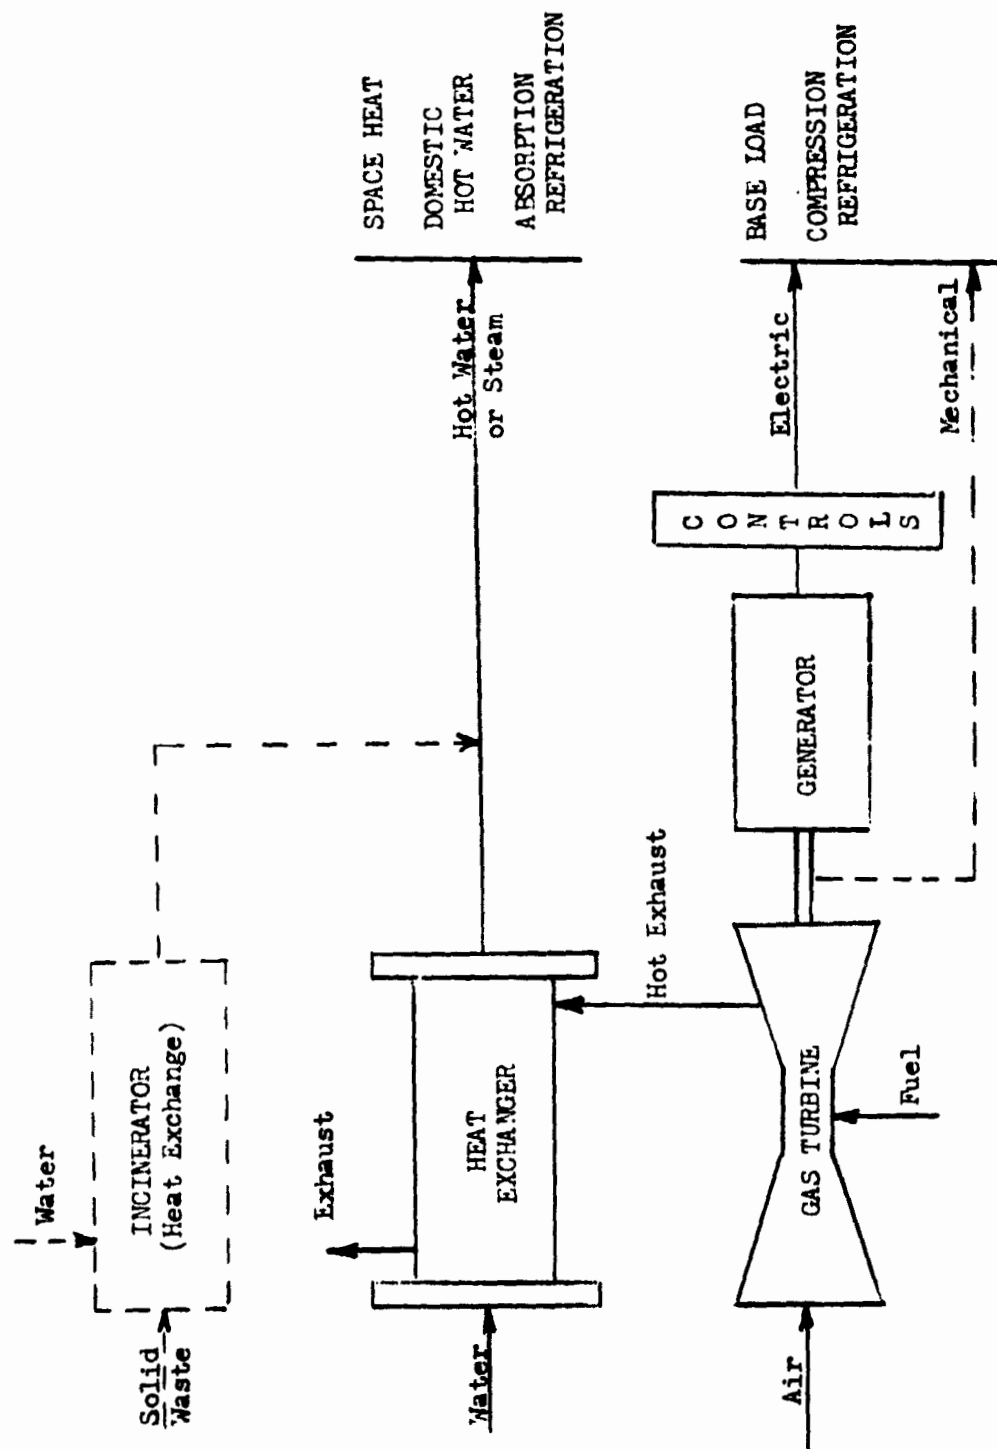 Water
Solid
Waste
INCINERATOR
(Heat Exchange)
Exhaust
Water
HEAT
EXCHANGER
Hot Water
or Steam
SPACE HEAT
DOMESTIC
HOT WATER
ABSORPTION
REFRIGERATION
Hot Exhaust
Air
GAS TURBINE
Fuel
GENERATOR
CONTROLS
Electric
Mechanical
BASE LOAD
COMPRESSION
REFRIGERATION